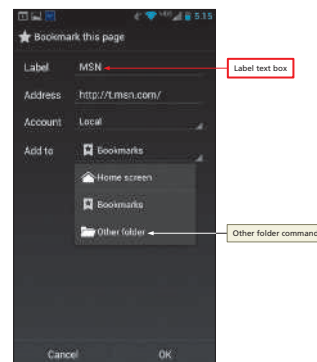 5:15
Bookmark this page
Label MSN
Label text box
Address http://t.msn.com/
Account Local
Add to Bookmarks
Home screen
Bookmarks
Other folder
Other folder command
Cancel OK